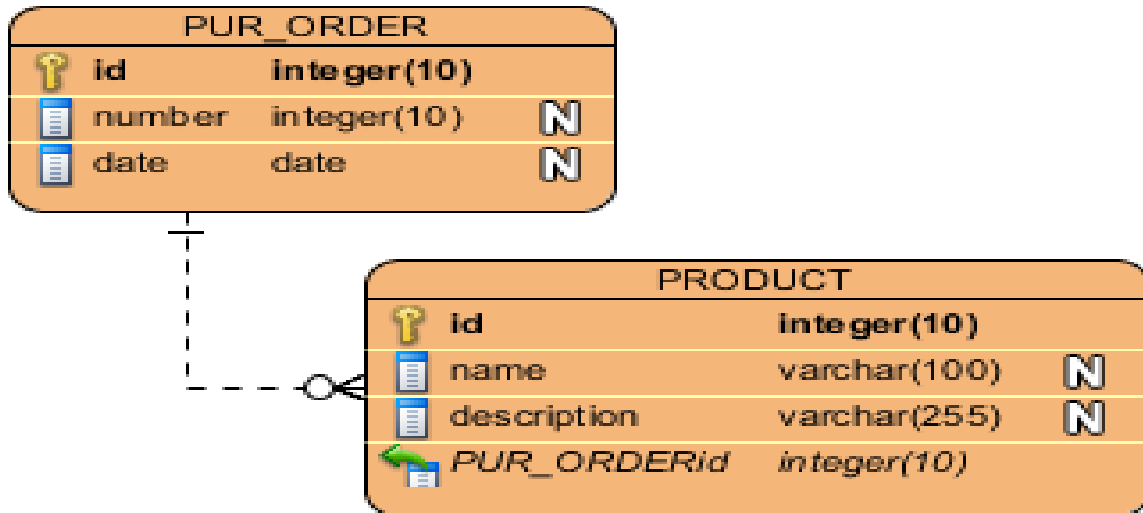 PUR_ORDER
id integer(10)
number integer(10) N
date date N
PRODUCT
id integer(10)
name varchar(100) N
description varchar(255) N
PUR_ORDERid integer(10)